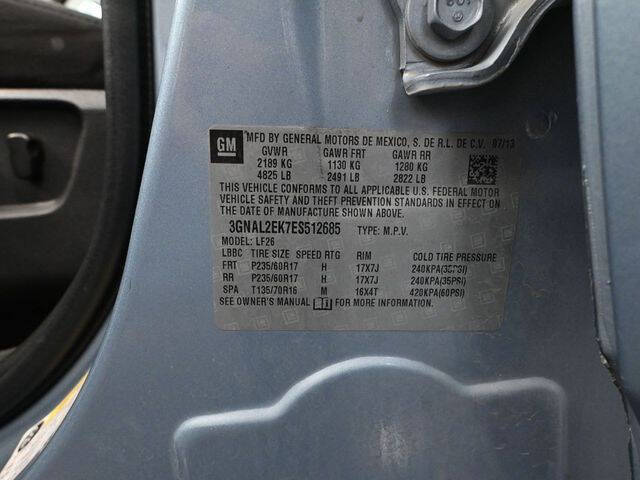 GM
MFD BY GENERAL MOTORS DE MEXICO, S. DE R.L. DE C.V. 07/13
GVWR GAWR FRT GAWR RR
2189 KG 1130 KG 1280 KG
4825 LB 2491 LB 2822 LB
THIS VEHICLE CONFORMS TO ALL APPLICABLE U.S. FEDERAL MOTOR
VEHICLE SAFETY AND THEFT PREVENTION STANDARDS IN EFFECT ON
THE DATE OF MANUFACTURE SHOWN ABOVE.
3GNAL2EK7ES512685 TYPE: M.P.V.
MODEL: LF26
LBBC TIRE SIZE SPEED RTG RIM COLD TIRE PRESSURE
FRT P235/60R17 H 17X7J 240KPA(35PSI)
RR P235/60R17 H 17X7J 240KPA(35PSI)
SPA T135/70R16 M 16X4T 420KPA(60PSI)
SEE OWNER'S MANUAL FOR MORE INFORMATION.